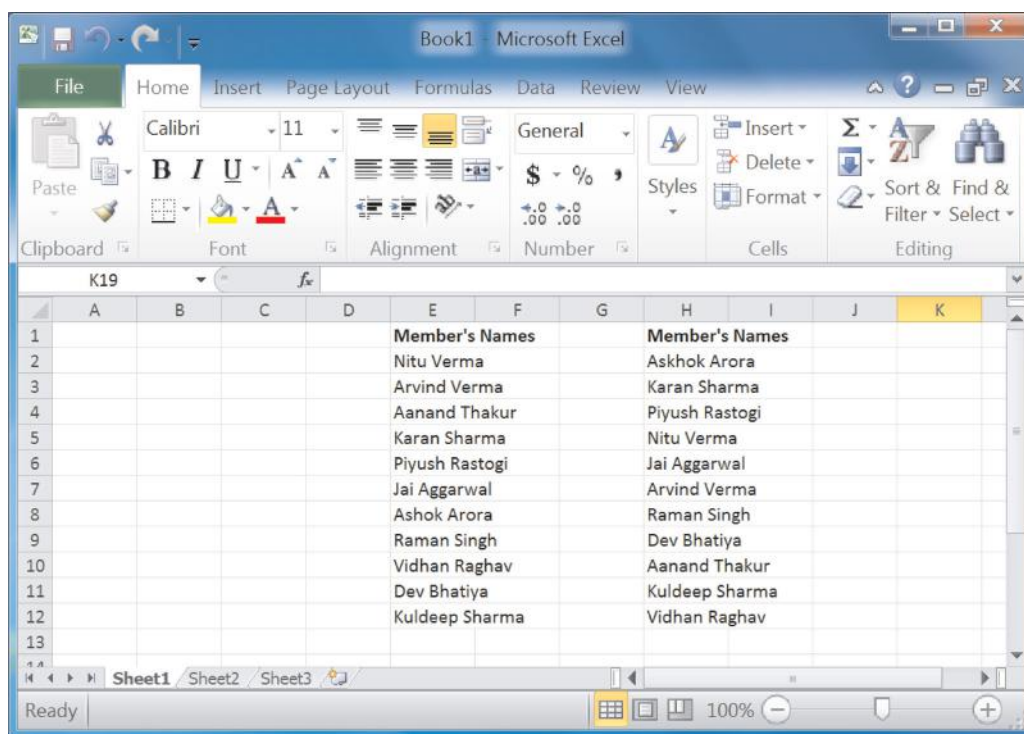 Book1 - Microsoft Excel
File Home Insert Page Layout Formulas Data Review View
Calibri 11 General Insert
B I U A A $ % , Delete
Paste Styles Format Sort & Find &
A .00 .00 Filter Select
Clipboard Font Alignment Number Cells Editing
K19 fx
A B C D E F G H I J K
1 Member's Names Member's Names
2 Nitu Verma Askhok Arora
3 Arvind Verma Karan Sharma
4 Aanand Thakur Piyush Rastogi
5 Karan Sharma Nitu Verma
6 Piyush Rastogi Jai Aggarwal
7 Jai Aggarwal Arvind Verma
8 Ashok Arora Raman Singh
9 Raman Singh Dev Bhatiya
10 Vidhan Raghav Aanand Thakur
11 Dev Bhatiya Kuldeep Sharma
12 Kuldeep Sharma Vidhan Raghav
13
Sheet1 Sheet2 Sheet3
Ready 100%